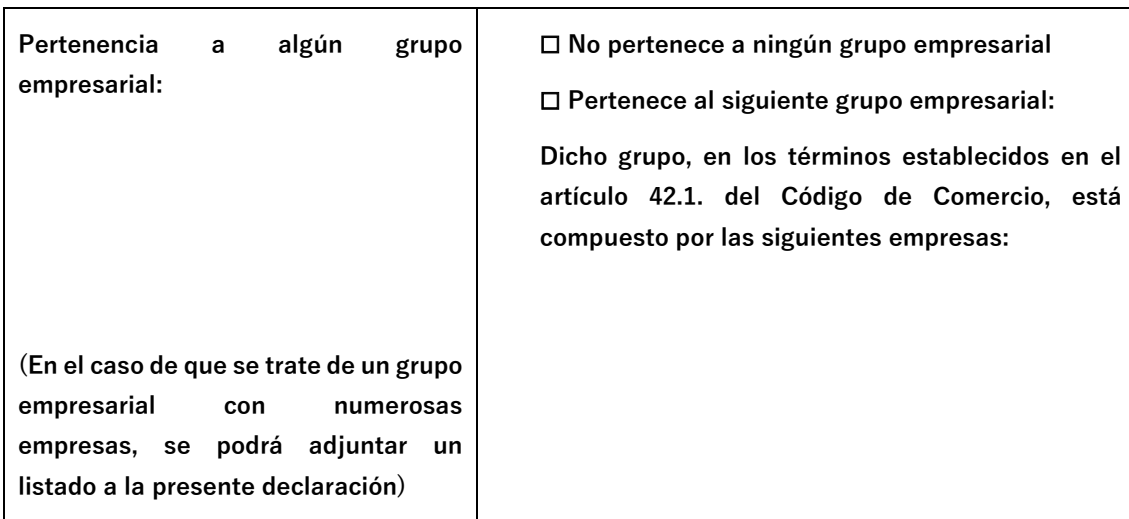 Pertenencia a algún grupo
empresarial:
(En el caso de que se trate de un grupo
empresarial con numerosas
empresas, se podrá adjuntar un
listado a la presente declaración)
☐ No pertenece a ningún grupo empresarial
☐ Pertenece al siguiente grupo empresarial:
Dicho grupo, en los términos establecidos en el
artículo 42.1. del Código de Comercio, está
compuesto por las siguientes empresas: